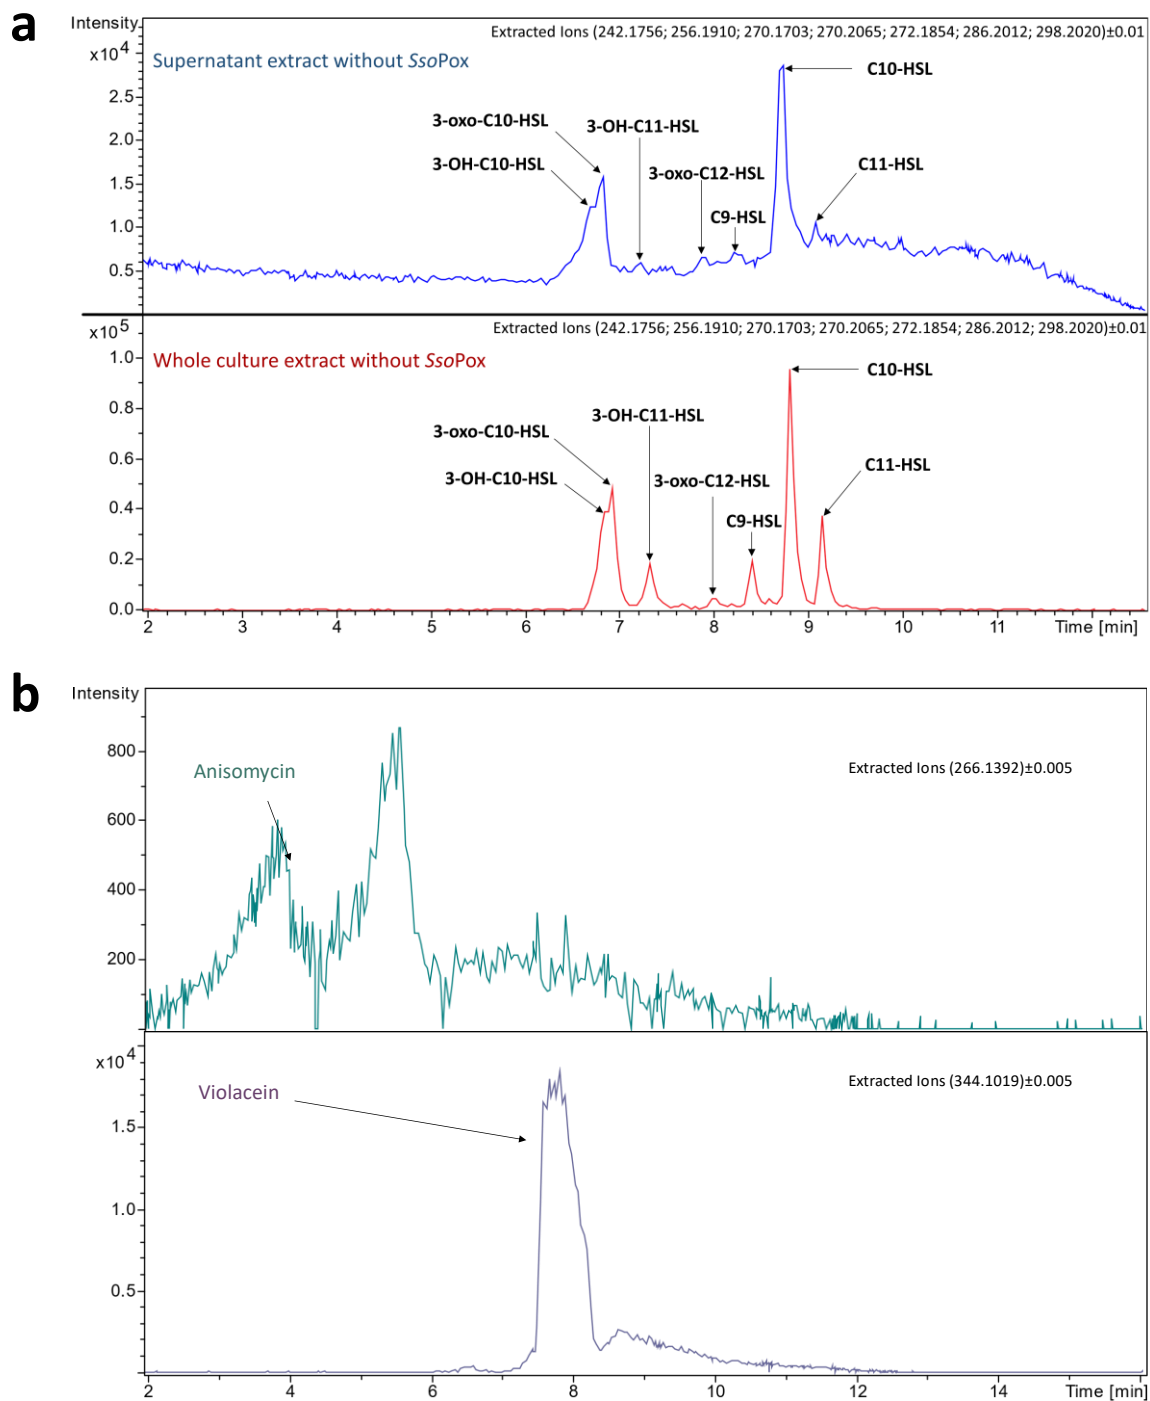 a
Intensity
x10⁴
Extracted Ions (242.1756; 256.1910; 270.1703; 270.2065; 272.1854; 286.2012; 298.2020)±0.01
Supernatant extract without SsoPox
C10-HSL
2.5
3-oxo-C10-HSL
3-OH-C11-HSL
2.0
3-OH-C10-HSL
3-oxo-C12-HSL
C11-HSL
1.5
C9-HSL
1.0
0.5
x10⁵
Extracted Ions (242.1756; 256.1910; 270.1703; 270.2065; 272.1854; 286.2012; 298.2020)±0.01
Whole culture extract without SsoPox
1.0
C10-HSL
0.8
3-OH-C11-HSL
3-oxo-C10-HSL
0.6
C11-HSL
3-OH-C10-HSL
3-oxo-C12-HSL
0.4
C9-HSL
0.2
0.0
2 3 4 5 6 7 8 9 10 11 Time [min]
b
Intensity
800
Anisomycin
Extracted Ions (266.1392)±0.005
600
400
200
x10⁴
Violacein
Extracted Ions (344.1019)±0.005
1.5
1.0
0.5
2 4 6 8 10 12 14 Time [min]